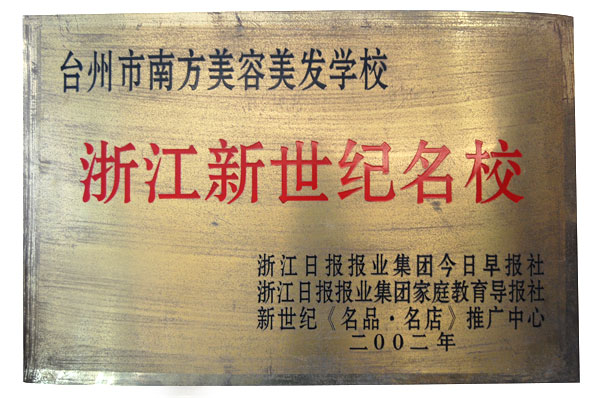 台州市南方美容美发学校
浙江新世纪名校
浙江日报报业集团今日早报社
浙江日报报业集团家庭教育导报社
新世纪《名品·名店》推广中心
二00二年